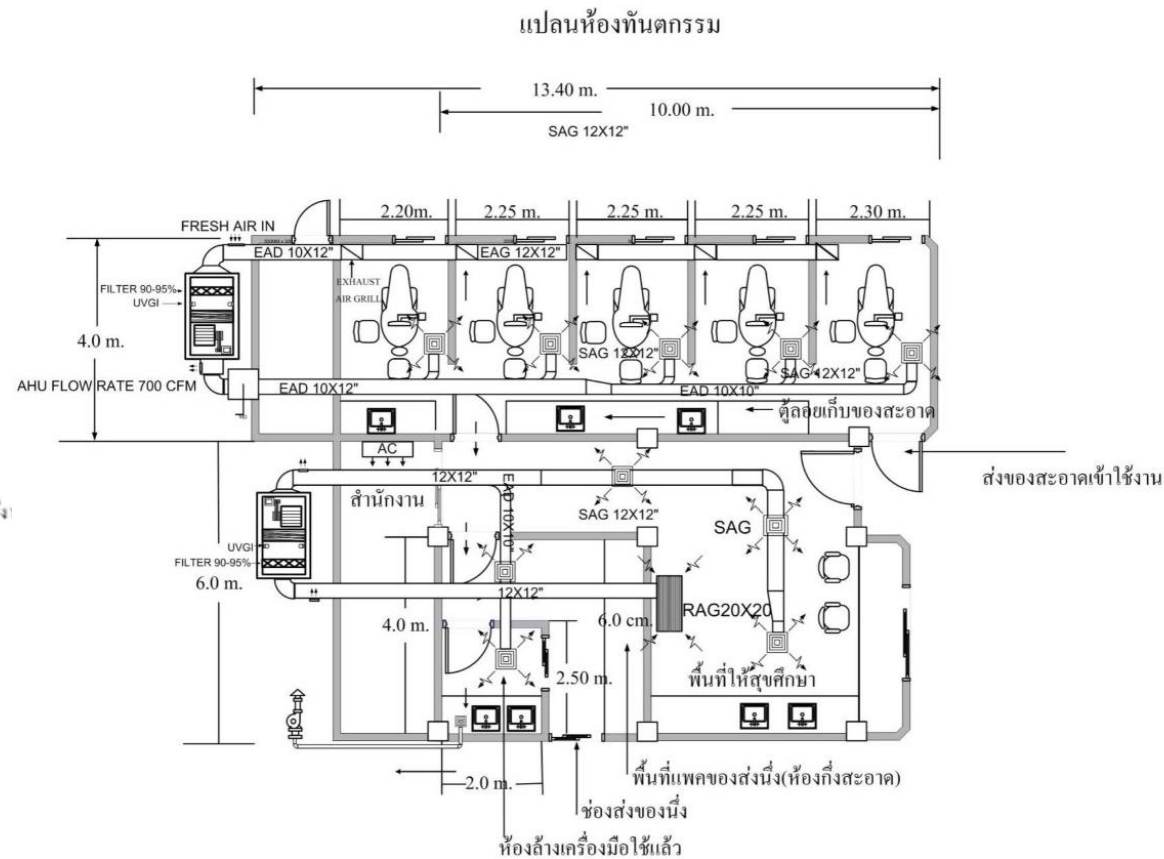 แปลนห้องทันตกรรม
13.40 m.
10.00 m.
SAG 12X12"
2.20m.
2.25 m.
2.25 m.
2.25 m.
2.30 m.
FRESH AIR IN
EAD 10X12"
EAG 12X12"
EXHAUST
AIR GRILL
FILTER 90-95%
UVGI
4.0 m.
SAG 12X12"
SAG 12X12"
AHU FLOW RATE 700 CFM
EAD 10X12"
EAD 10X10"
ตู้ลอยเก็บของสะอาด
AC
12X12"
ส่งของสะอาดเข้าใช้งาน
สำนักงาน
EAD 10X10"
SAG 12X12"
SAG
UVGI
FILTER 90-95%
6.0 m.
12X12"
RAG20X20
4.0 m.
6.0 cm.
2.50 m.
พื้นที่ให้สุขศึกษา
2.0 m.
พื้นที่แพคของส่งนึ่ง(ห้องกึ่งสะอาด)
ช่องส่งของนึ่ง
ห้องล้างเครื่องมือใช้แล้ว